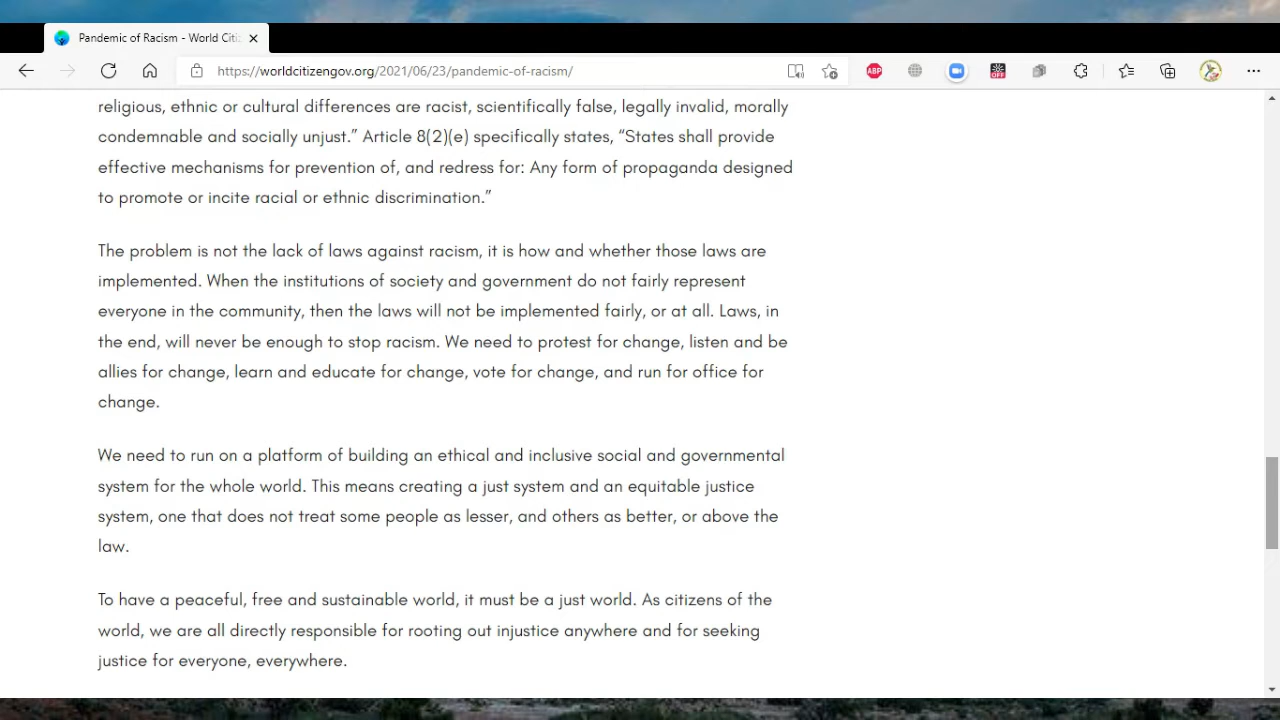 Pandemic of Racism - World Citi
https://worldcitizengov.org/2021/06/23/pandemic-of-racism/
ABP
OFF
religious, ethnic or cultural differences are racist, scientifically false, legally invalid, morally
condemnable and socially unjust.” Article 8(2)(e) specifically states, “States shall provide
effective mechanisms for prevention of, and redress for: Any form of propaganda designed
to promote or incite racial or ethnic discrimination.”
The problem is not the lack of laws against racism, it is how and whether those laws are
implemented. When the institutions of society and government do not fairly represent
everyone in the community, then the laws will not be implemented fairly, or at all. Laws, in
the end, will never be enough to stop racism. We need to protest for change, listen and be
allies for change, learn and educate for change, vote for change, and run for office for
change.
We need to run on a platform of building an ethical and inclusive social and governmental
system for the whole world. This means creating a just system and an equitable justice
system, one that does not treat some people as lesser, and others as better, or above the
law.
To have a peaceful, free and sustainable world, it must be a just world. As citizens of the
world, we are all directly responsible for rooting out injustice anywhere and for seeking
justice for everyone, everywhere.